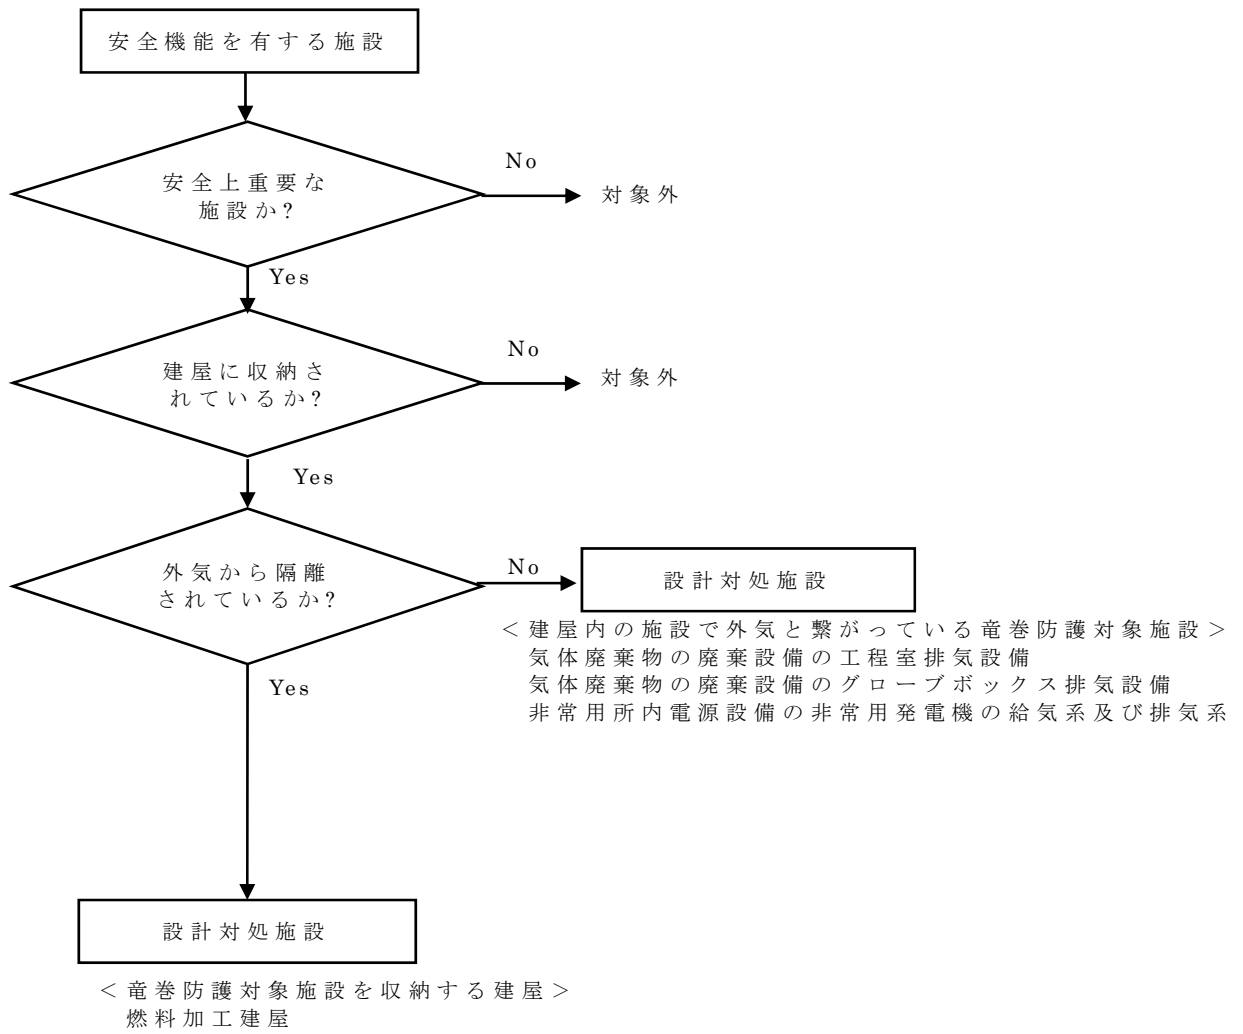 安全機能を有する施設
安全上重要な
施設か?
No
対象外
Yes
建屋に収納さ
れているか?
No
対象外
Yes
外気から隔離
されているか?
No
設計対処施設
<建屋内の施設で外気と繋がっている竜巻防護対象施設>
気体廃棄物の廃棄設備の工程室排気設備
気体廃棄物の廃棄設備のグローブボックス排気設備
非常用所内電源設備の非常用発電機の給気系及び排気系
Yes
設計対処施設
<竜巻防護対象施設を収納する建屋>
燃料加工建屋